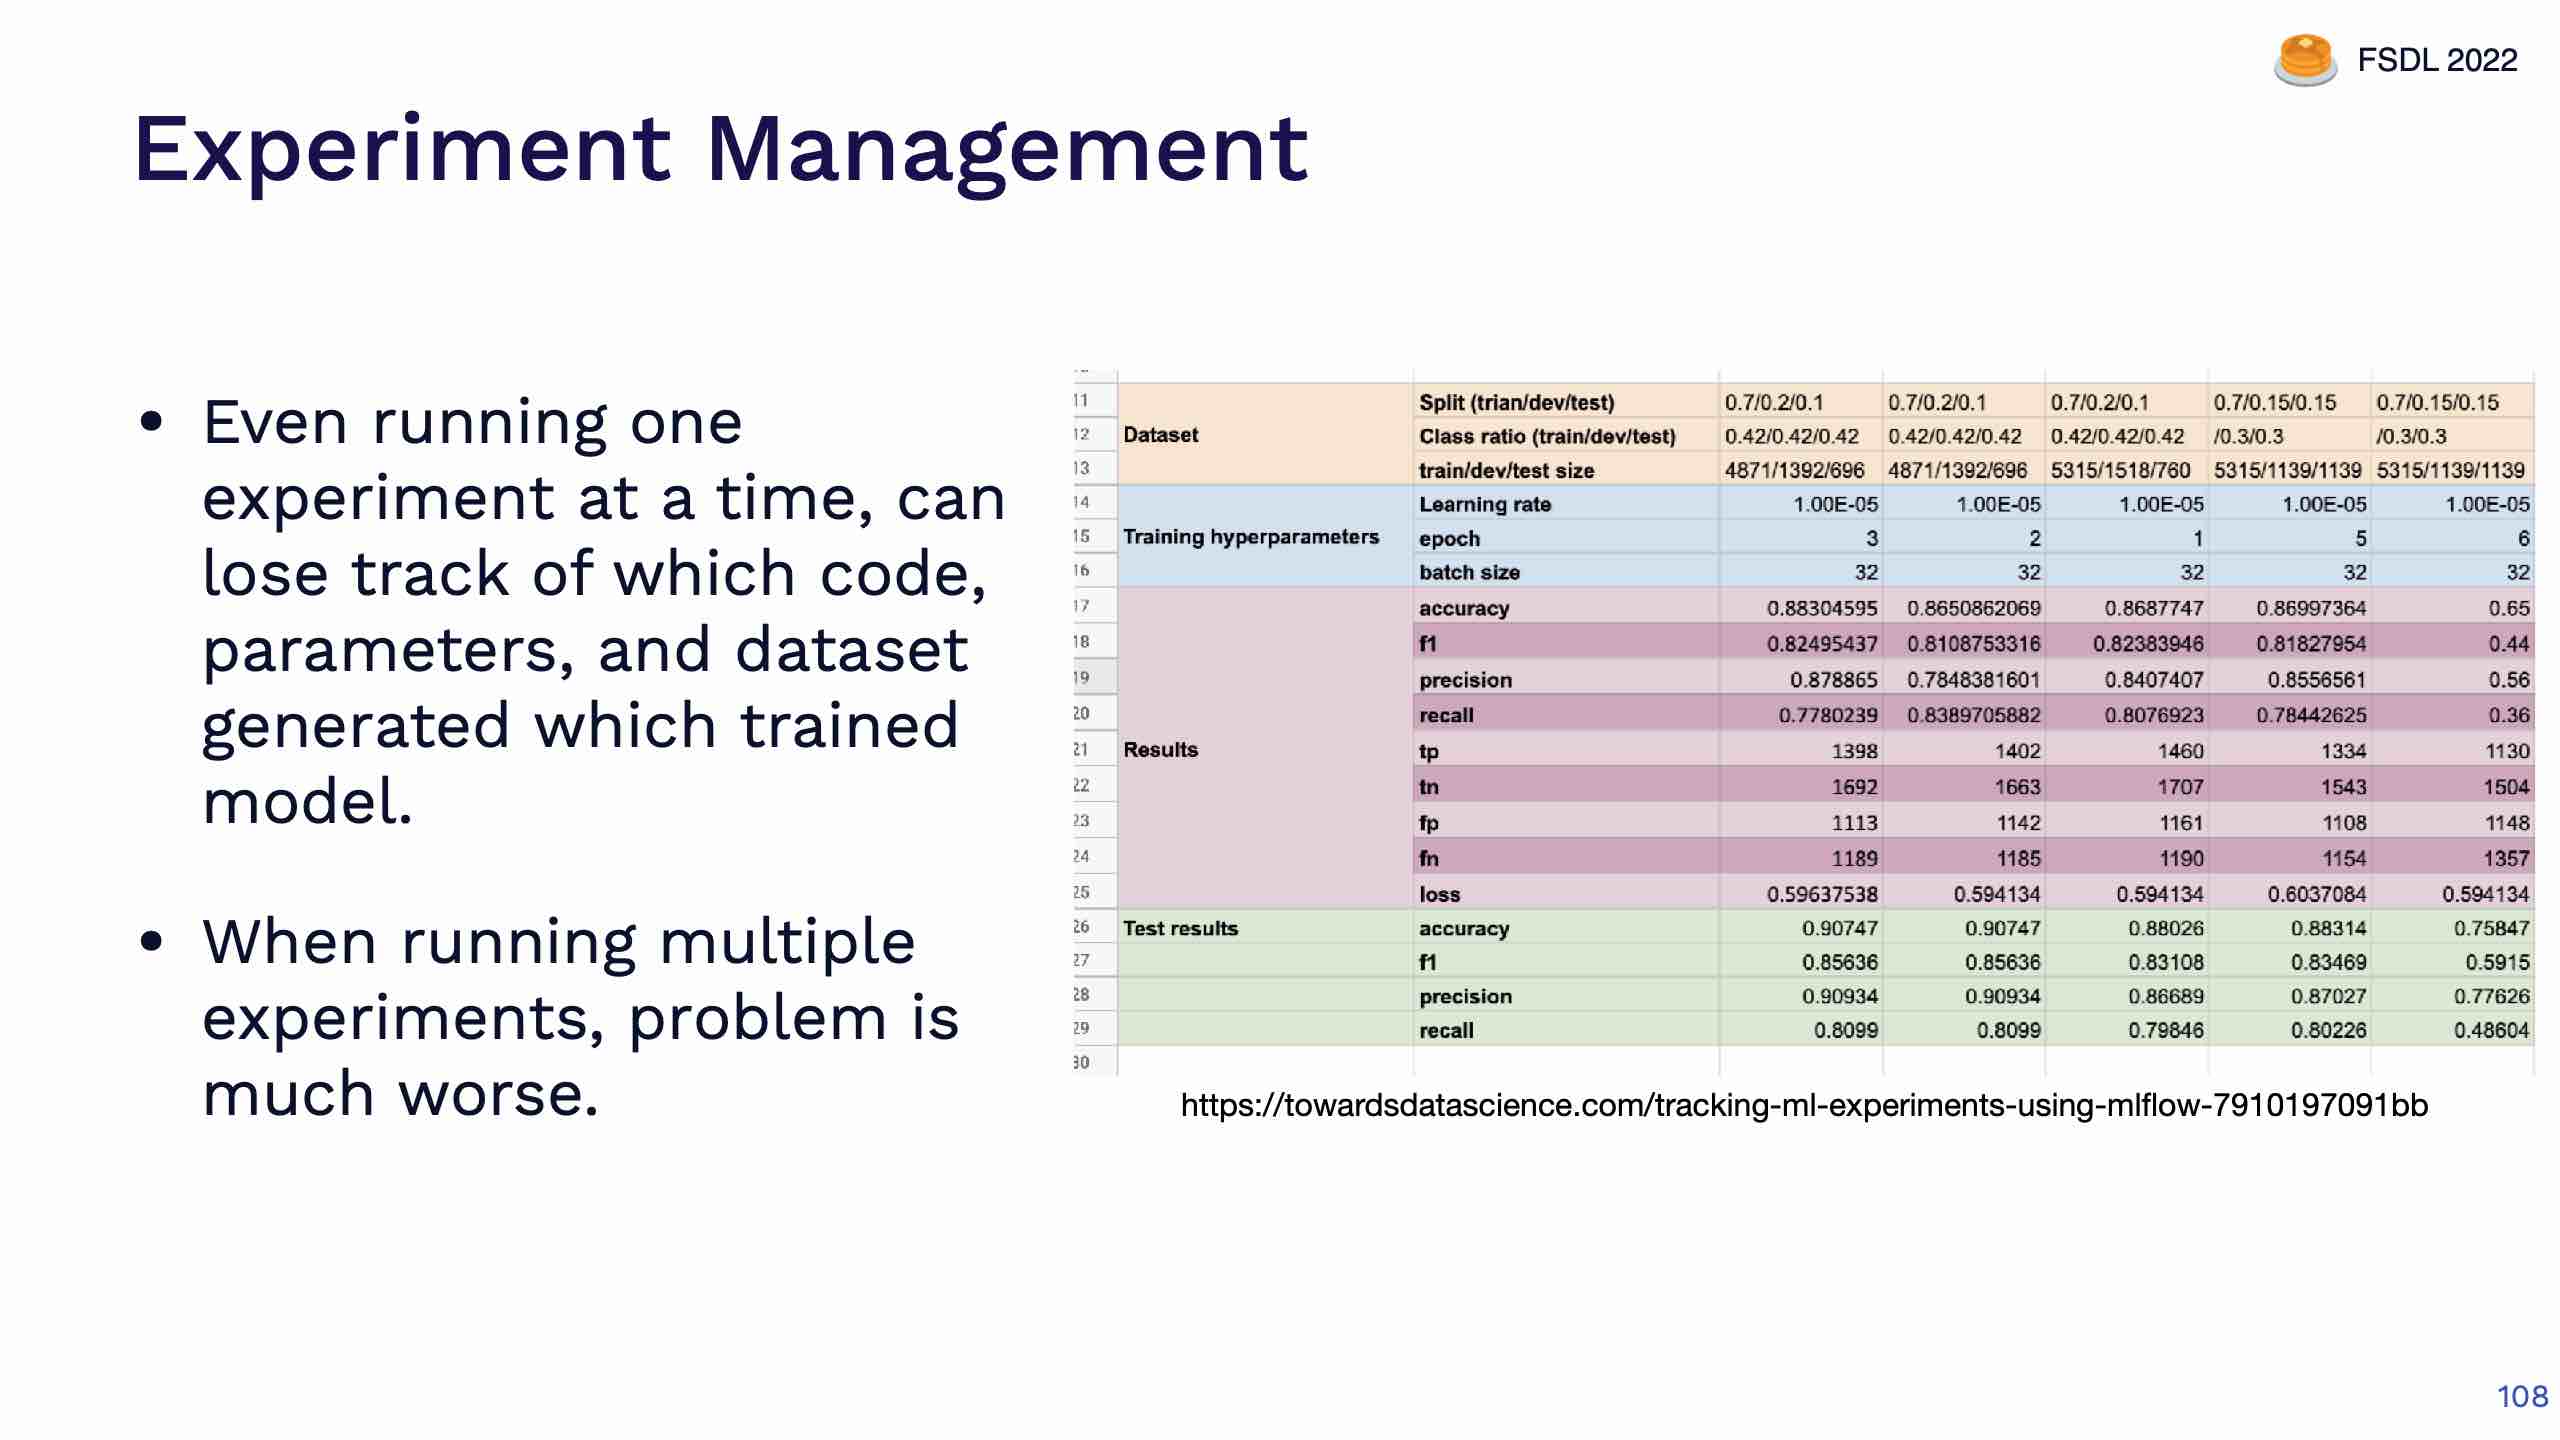 FSDL 2022
Experiment Management
• Even running one
experiment at a time, can
lose track of which code,
parameters, and dataset
generated which trained
model.
• When running multiple
experiments, problem is
much worse.
11 Split (trian/dev/test) 0.7/0.2/0.1 0.7/0.2/0.1 0.7/0.2/0.1 0.7/0.15/0.15 0.7/0.15/0.15
12 Dataset Class ratio (train/dev/test) 0.42/0.42/0.42 0.42/0.42/0.42 0.42/0.42/0.42 /0.3/0.3 /0.3/0.3
13 train/dev/test size 4871/1392/696 4871/1392/696 5315/1518/760 5315/1139/1139 5315/1139/1139
14 Learning rate 1.00E-05 1.00E-05 1.00E-05 1.00E-05 1.00E-05
15 Training hyperparameters epoch 3 2 1 5 6
16 batch size 32 32 32 32 32
17 accuracy 0.88304595 0.8650862069 0.8687747 0.86997364 0.65
18 f1 0.82495437 0.8108753316 0.82383946 0.81827954 0.44
19 precision 0.878865 0.7848381601 0.8407407 0.8556561 0.56
20 recall 0.7780239 0.8389705882 0.8076923 0.78442625 0.36
21 Results tp 1398 1402 1460 1334 1130
22 tn 1692 1663 1707 1543 1504
23 fp 1113 1142 1161 1108 1148
24 fn 1189 1185 1190 1154 1357
25 loss 0.59637538 0.594134 0.594134 0.6037084 0.594134
26 Test results accuracy 0.90747 0.90747 0.88026 0.88314 0.75847
27 f1 0.85636 0.85636 0.83108 0.83469 0.5915
28 precision 0.90934 0.90934 0.86689 0.87027 0.77626
29 recall 0.8099 0.8099 0.79846 0.80226 0.48604
30
https://towardsdatascience.com/tracking-ml-experiments-using-mlflow-7910197091bb
108